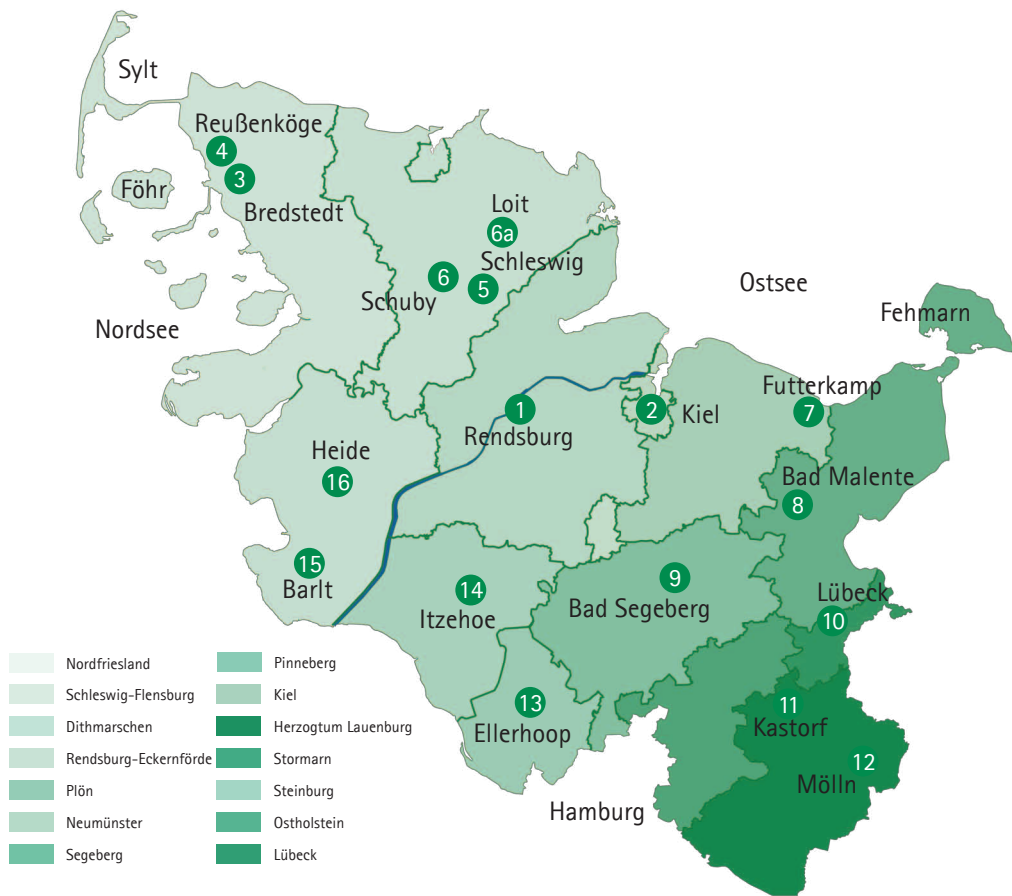 Sylt
Reußenköge
4
3
Föhr
Bredstedt
Loit
6a
Schleswig
6
5
Schuby
Ostsee
Fehmarn
Nordsee
Futterkamp
7
1
2
Kiel
Rendsburg
Heide
16
Bad Malente
8
15
Barlt
14
Itzehoe
9
Bad Segeberg
Lübeck
10
13
Ellerhoop
11
Kastorf
12
Mölln
Hamburg
Nordfriesland
Schleswig-Flensburg
Dithmarschen
Rendsburg-Eckernförde
Plön
Neumünster
Segeberg
Pinneberg
Kiel
Herzogtum Lauenburg
Stormarn
Steinburg
Ostholstein
Lübeck